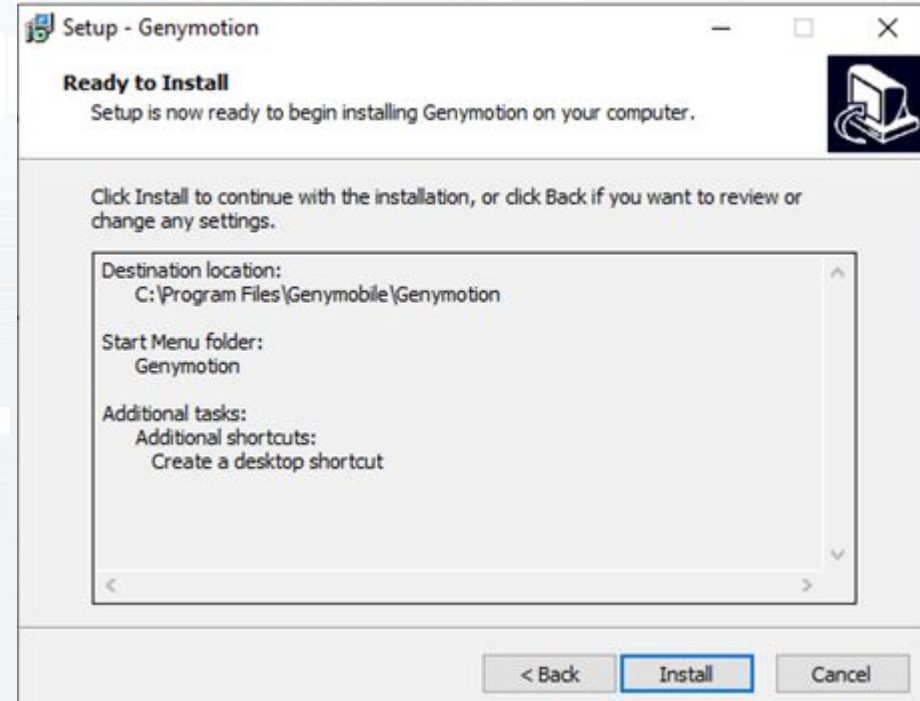 Setup - Genymotion
Ready to Install
Setup is now ready to begin installing Genymotion on your computer.
Click Install to continue with the installation, or click Back if you want to review or
change any settings.
Destination location:
C:\Program Files\Genymobile\Genymotion
Start Menu folder:
Genymotion
Additional tasks:
Additional shortcuts:
Create a desktop shortcut
< Back
Install
Cancel